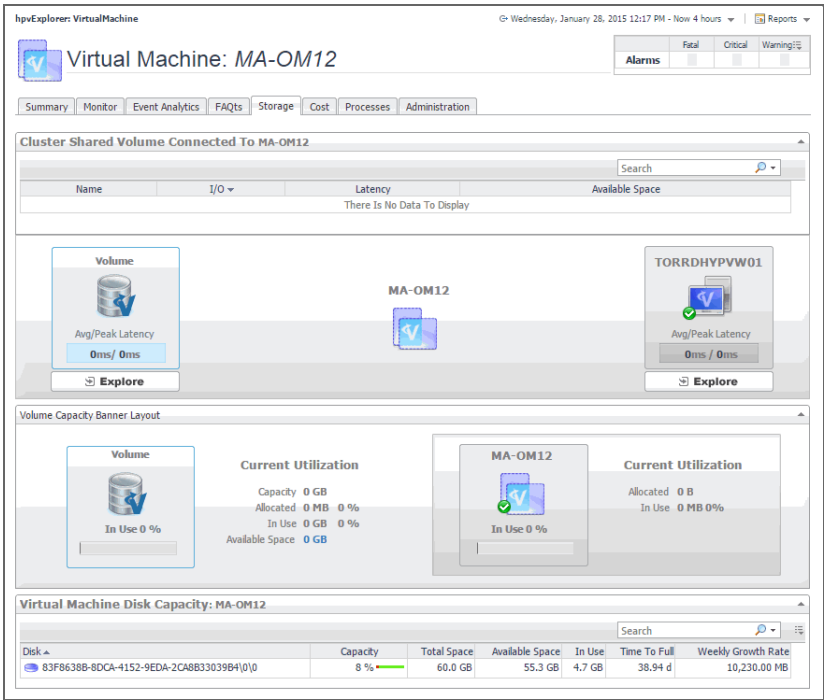 hpvExplorer: VirtualMachine
Wednesday, January 28, 2015 12:17 PM - Now 4 hours
Reports
Virtual Machine: MA-OM12
Fatal Critical Warning
Alarms
Summary Monitor Event Analytics FAQts Storage Cost Processes Administration
Cluster Shared Volume Connected To MA-OM12
Search
Name I/O Latency Available Space
There Is No Data To Display
Volume
MA-OM12
TORRDHYPVW01
Avg/Peak Latency
0ms/ 0ms
Explore
Avg/Peak Latency
0ms / 0ms
Explore
Volume Capacity Banner Layout
Volume
In Use 0 %
Current Utilization
Capacity 0 GB
Allocated 0 MB 0 %
In Use 0 GB 0 %
Available Space 0 GB
MA-OM12
In Use 0 %
Current Utilization
Allocated 0 B
In Use 0 MB 0%
Virtual Machine Disk Capacity: MA-OM12
Search
Disk Capacity Total Space Available Space In Use Time To Full Weekly Growth Rate
83F8638B-8DCA-4152-9EDA-2CA8B33039B4\0\0 8 % 60.0 GB 55.3 GB 4.7 GB 38.94 d 10,230.00 MB